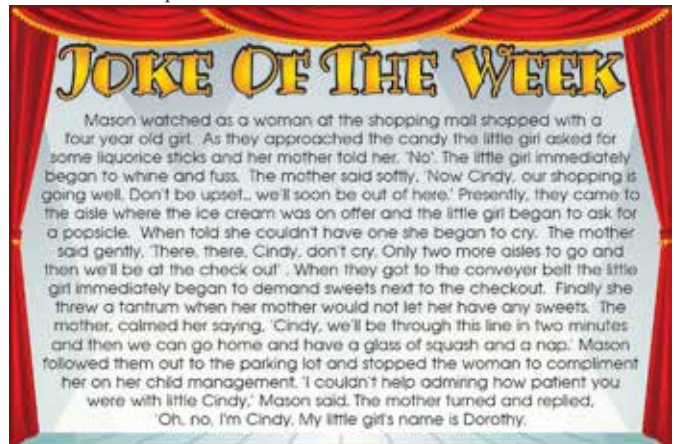 JOKE OF THE WEEK
Mason watched as a woman at the shopping mall shopped with a
four year old girl. As they approached the candy the little girl asked for
some liquorice sticks and her mother told her, 'No'. The little girl immediately
began to whine and fuss. The mother said softly, 'Now Cindy, our shopping is
going well. Don't be upset... we'll soon be out of here.' Presently, they came to
the aisle where the ice cream was on offer and the little girl began to ask for
a popsicle. When told she couldn't have one she began to cry. The mother
said gently, 'There, there, Cindy, don't cry. Only two more aisles to go and
then we'll be at the check out' . When they got to the conveyer belt the little
girl immediately began to demand sweets next to the checkout. Finally she
threw a tantrum when her mother would not let her have any sweets. The
mother, calmed her saying, 'Cindy, we'll be through this line in two minutes
and then we can go home and have a glass of squash and a nap.' Mason
followed them out to the parking lot and stopped the woman to compliment
her on her child management. 'I couldn't help admiring how patient you
were with little Cindy,' Mason said. The mother turned and replied,
'Oh, no, I'm Cindy. My little girl's name is Dorothy.